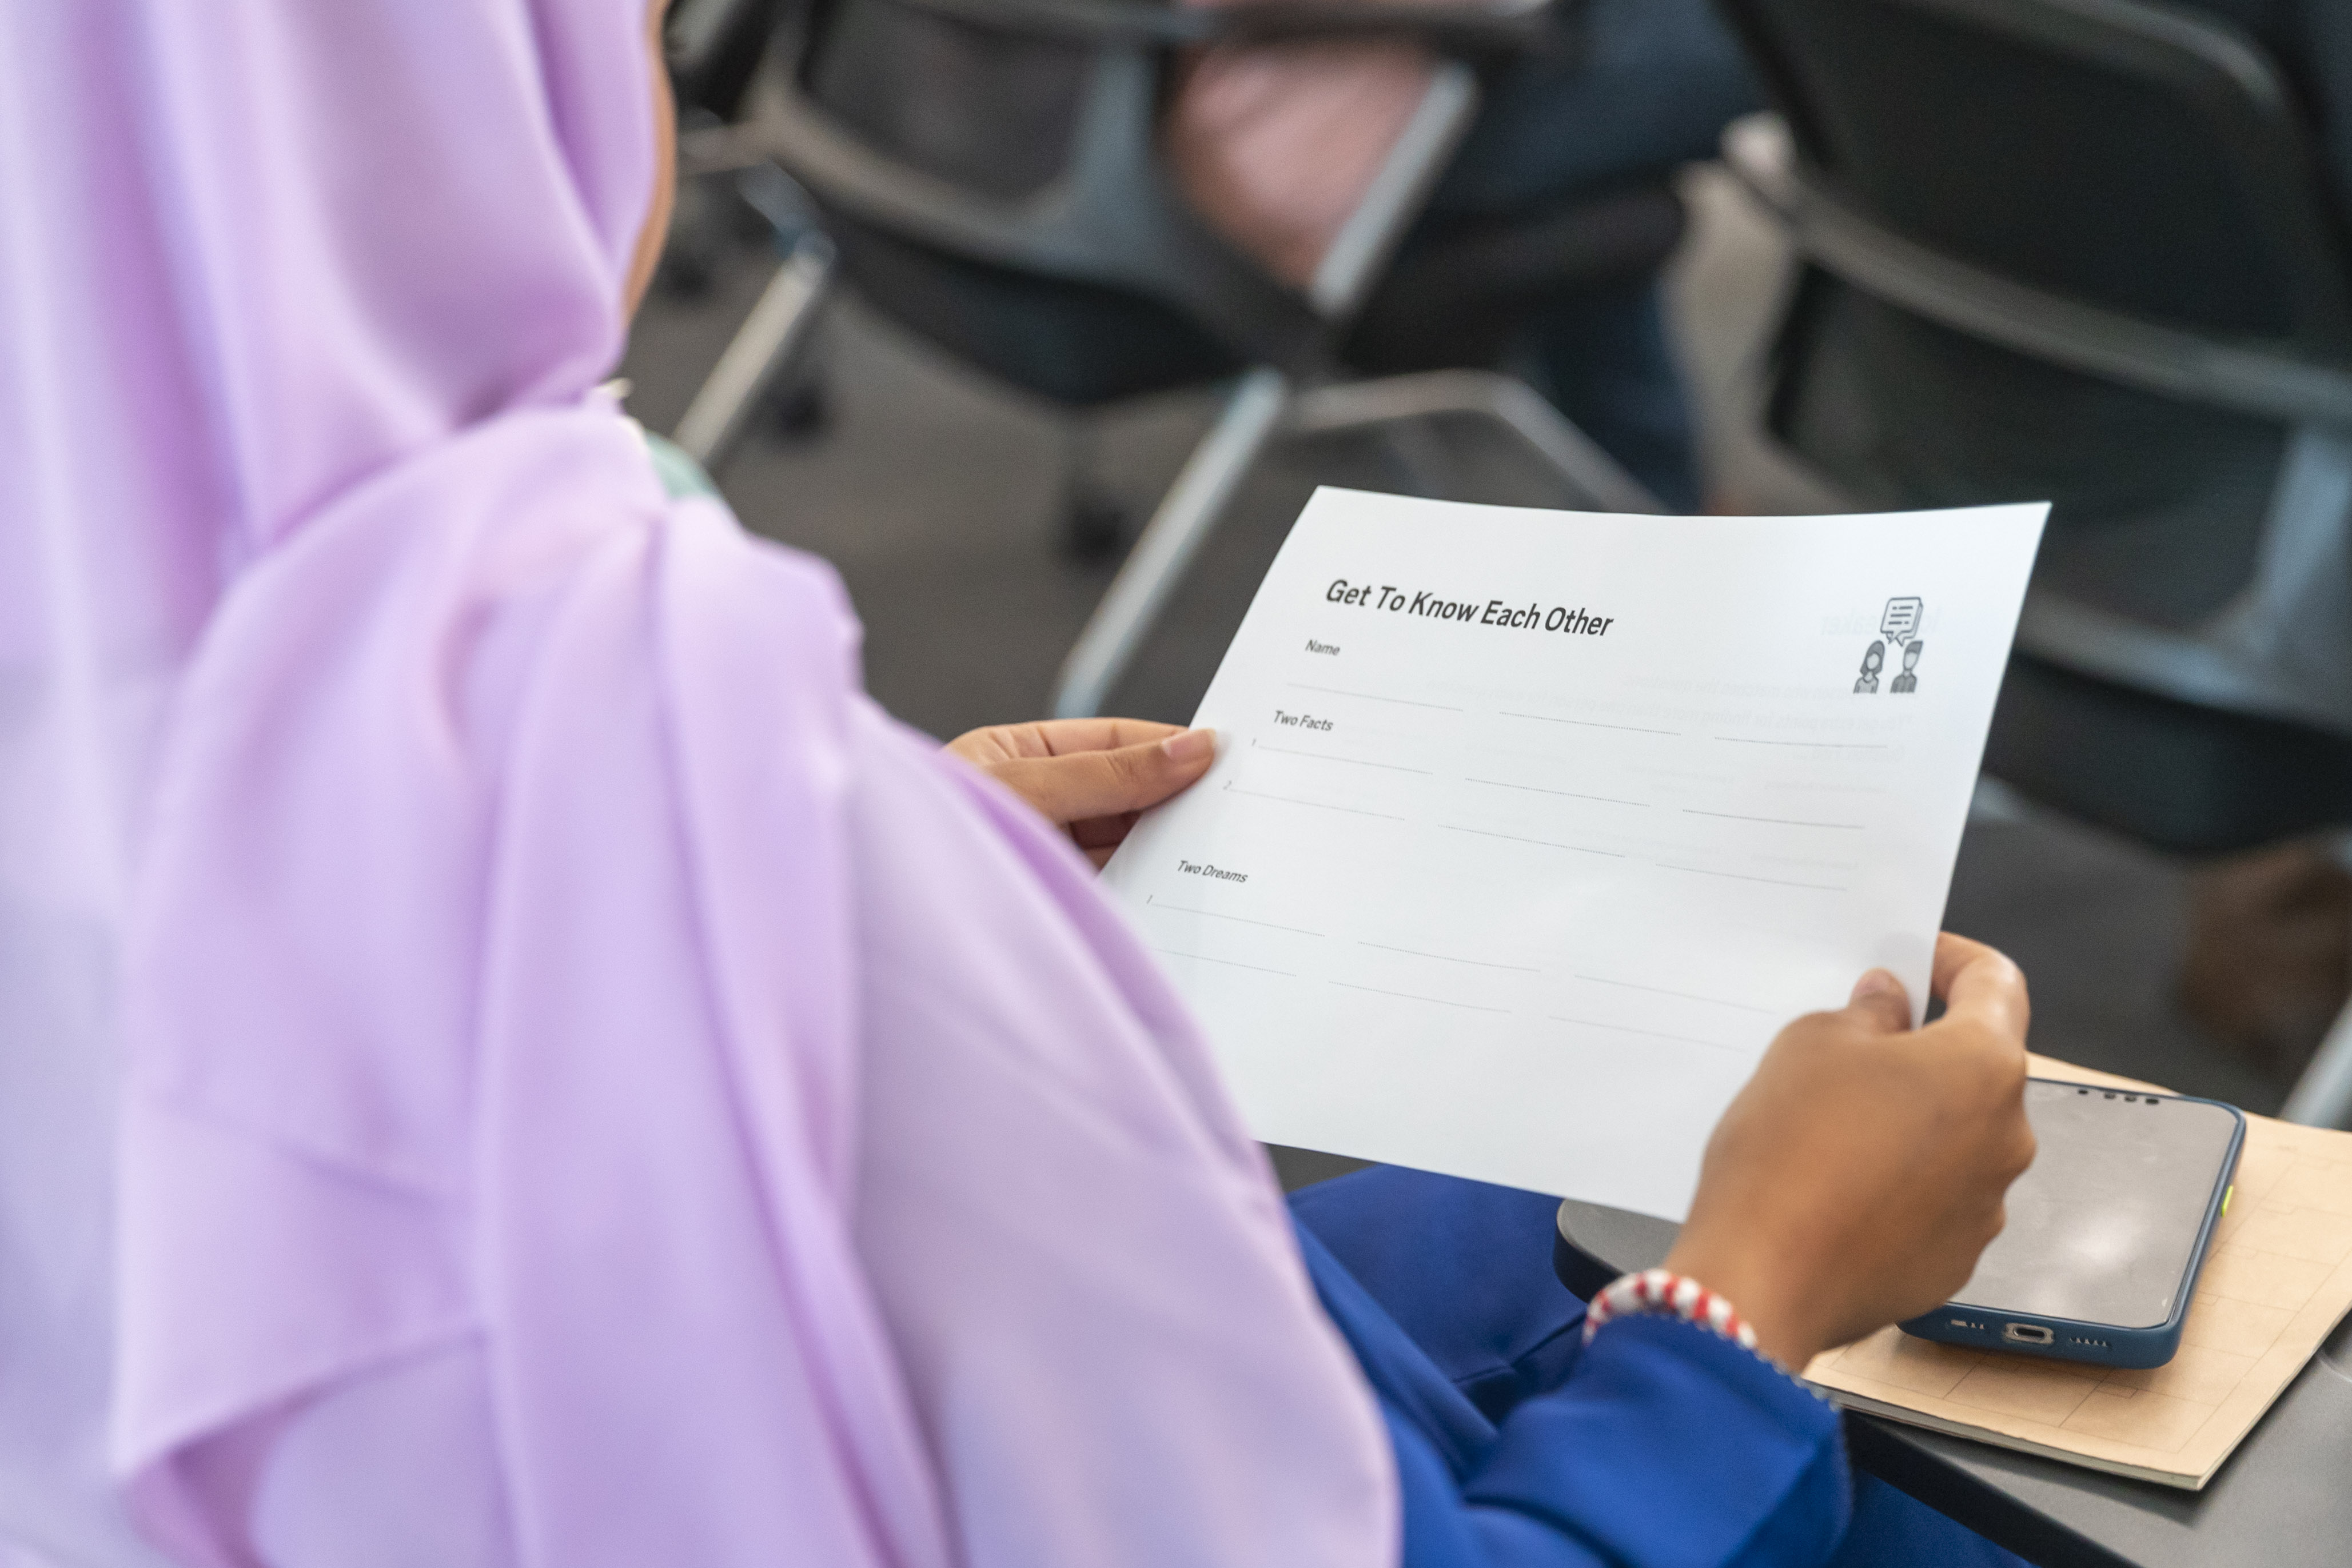 Get To Know Each Other
Name
Two Facts
1
2
Two Dreams
1